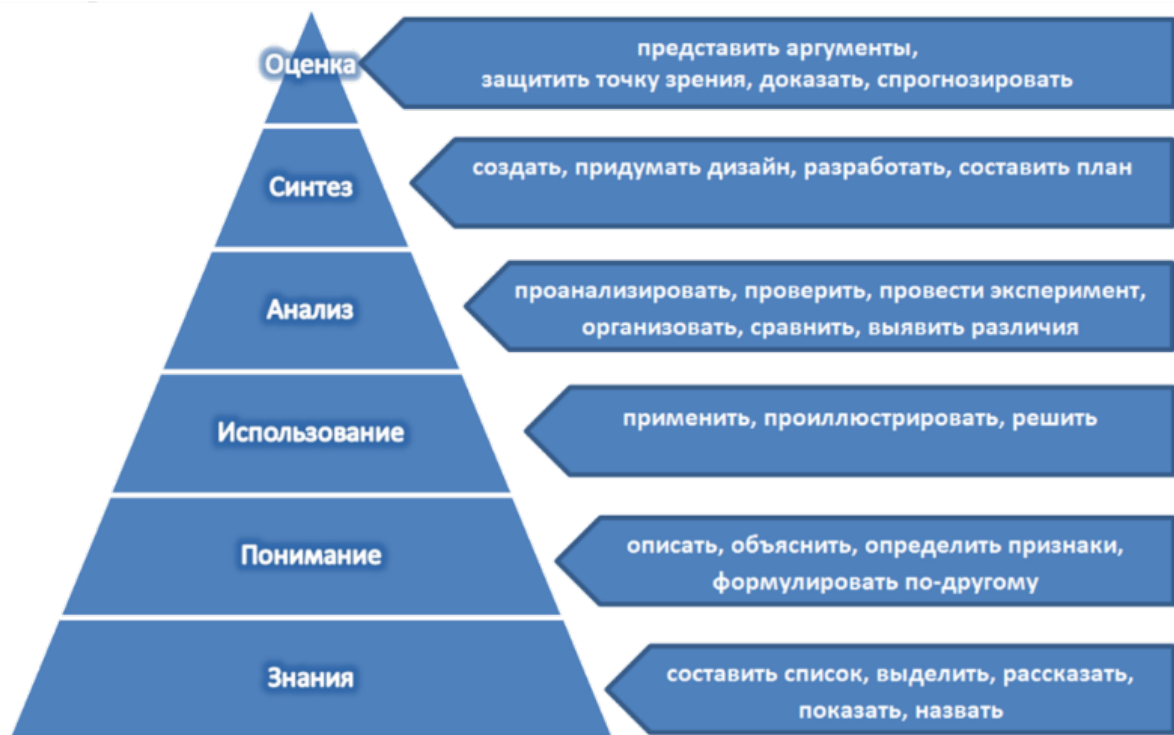 Оценка
представить аргументы,
защитить точку зрения, доказать, спрогнозировать
Синтез
создать, придумать дизайн, разработать, составить план
Анализ
проанализировать, проверить, провести эксперимент,
организовать, сравнить, выявить различия
Использование
применить, проиллюстрировать, решить
Понимание
описать, объяснить, определить признаки,
формулировать по-другому
Знания
составить список, выделить, рассказать,
показать, назвать